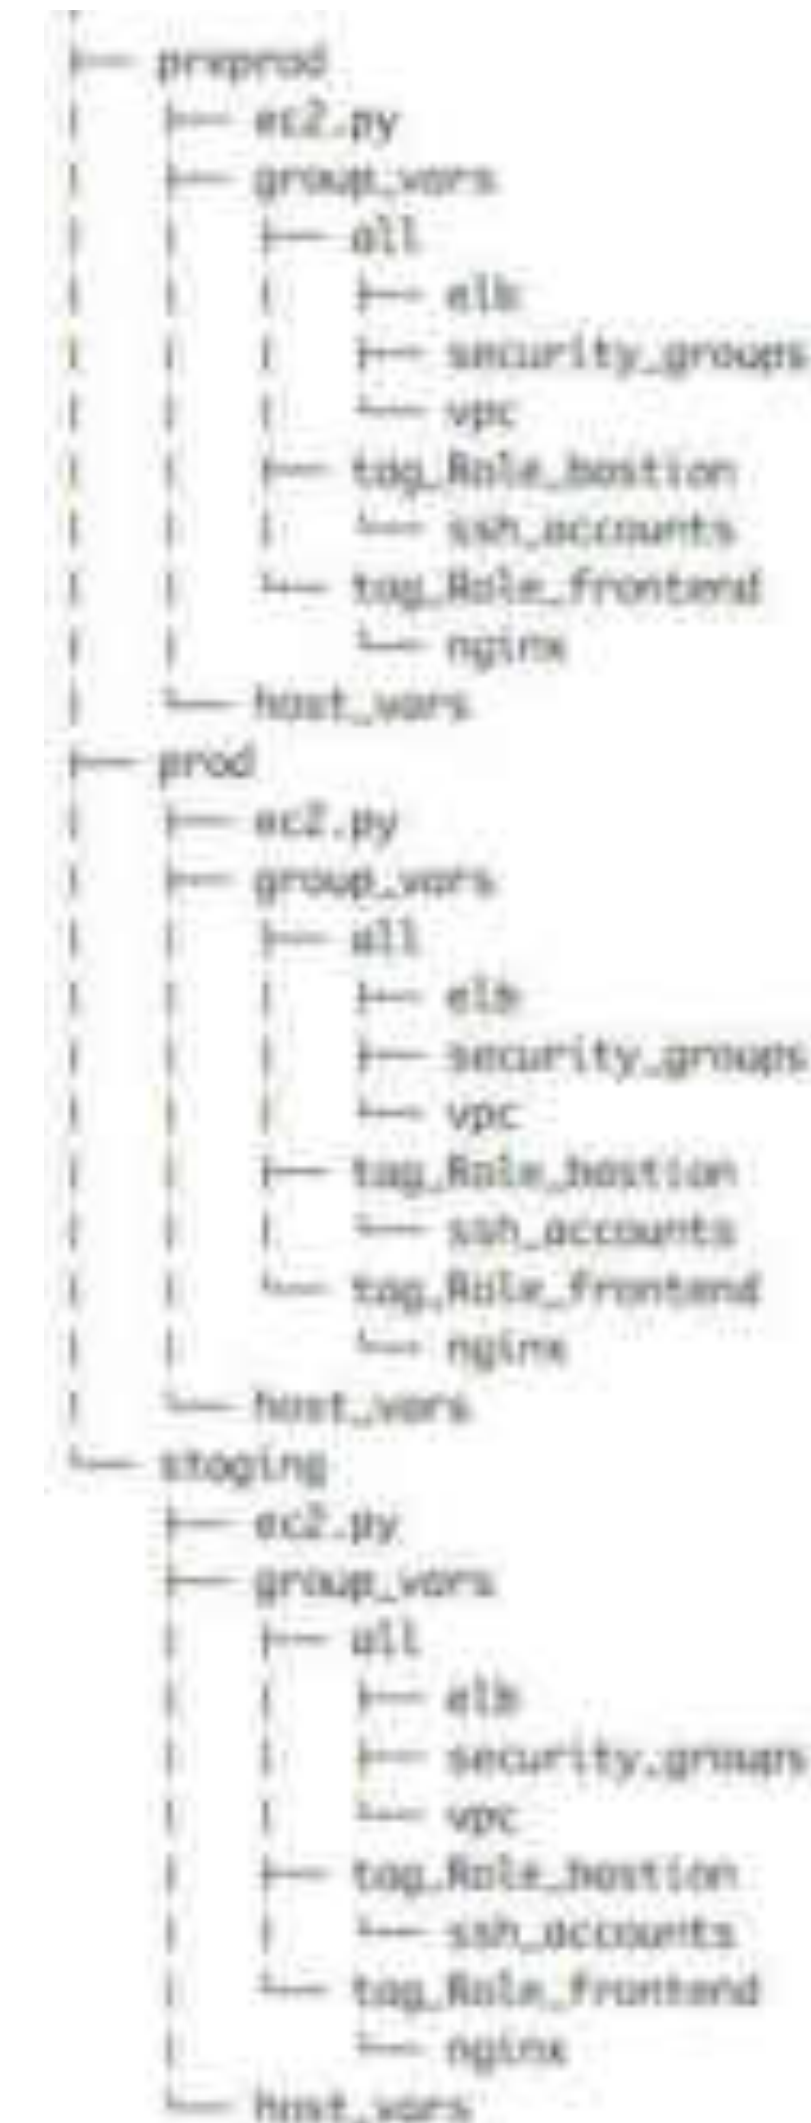 ├── preprod
│   ├── ec2.py
│   ├── group_vars
│   │   ├── all
│   │   │   ├── elb
│   │   │   ├── security_groups
│   │   │   └── vpc
│   │   ├── tag_Role_bastion
│   │   │   └── ssh_accounts
│   │   └── tag_Role_frontend
│   │       └── nginx
│   └── host_vars
├── prod
│   ├── ec2.py
│   ├── group_vars
│   │   ├── all
│   │   │   ├── elb
│   │   │   ├── security_groups
│   │   │   └── vpc
│   │   ├── tag_Role_bastion
│   │   │   └── ssh_accounts
│   │   └── tag_Role_frontend
│   │       └── nginx
│   └── host_vars
└── staging
    ├── ec2.py
    ├── group_vars
    │   ├── all
    │   │   ├── elb
    │   │   ├── security_groups
    │   │   └── vpc
    │   ├── tag_Role_bastion
    │   │   └── ssh_accounts
    │   └── tag_Role_frontend
    │       └── nginx
    └── host_vars